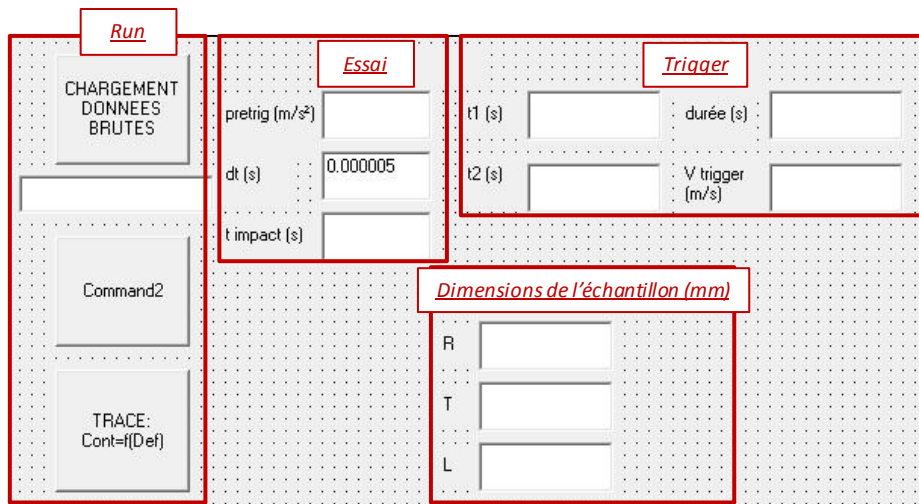 Run
CHARGEMENT
DONNEES
BRUTES
Command2
TRACE:
Cont=f(Def)
Essai
pretrig (m/s²)
dt (s)
0.000005
t impact (s)
Trigger
t1 (s)
durée (s)
t2 (s)
V trigger
(m/s)
Dimensions de l'échantillon (mm)
R
T
L